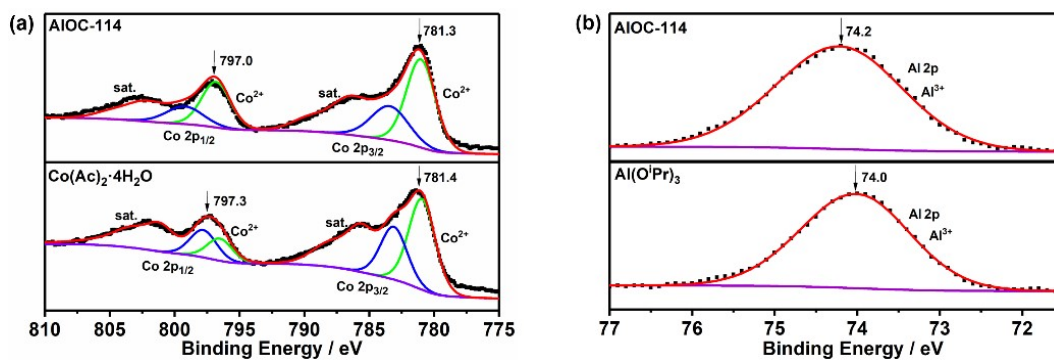 (a)
AlOC-114
781.3
797.0
sat.
Co²⁺
sat.
Co²⁺
Co 2p₁/₂
Co 2p₃/₂
Co(Ac)₂·4H₂O
781.4
797.3
sat.
Co²⁺
sat.
Co²⁺
Co 2p₁/₂
Co 2p₃/₂
810 805 800 795 790 785 780 775
Binding Energy / eV
(b)
AlOC-114
74.2
Al 2p
Al³⁺
Al(OⁱPr)₃
74.0
Al 2p
Al³⁺
77 76 75 74 73 72
Binding Energy / eV